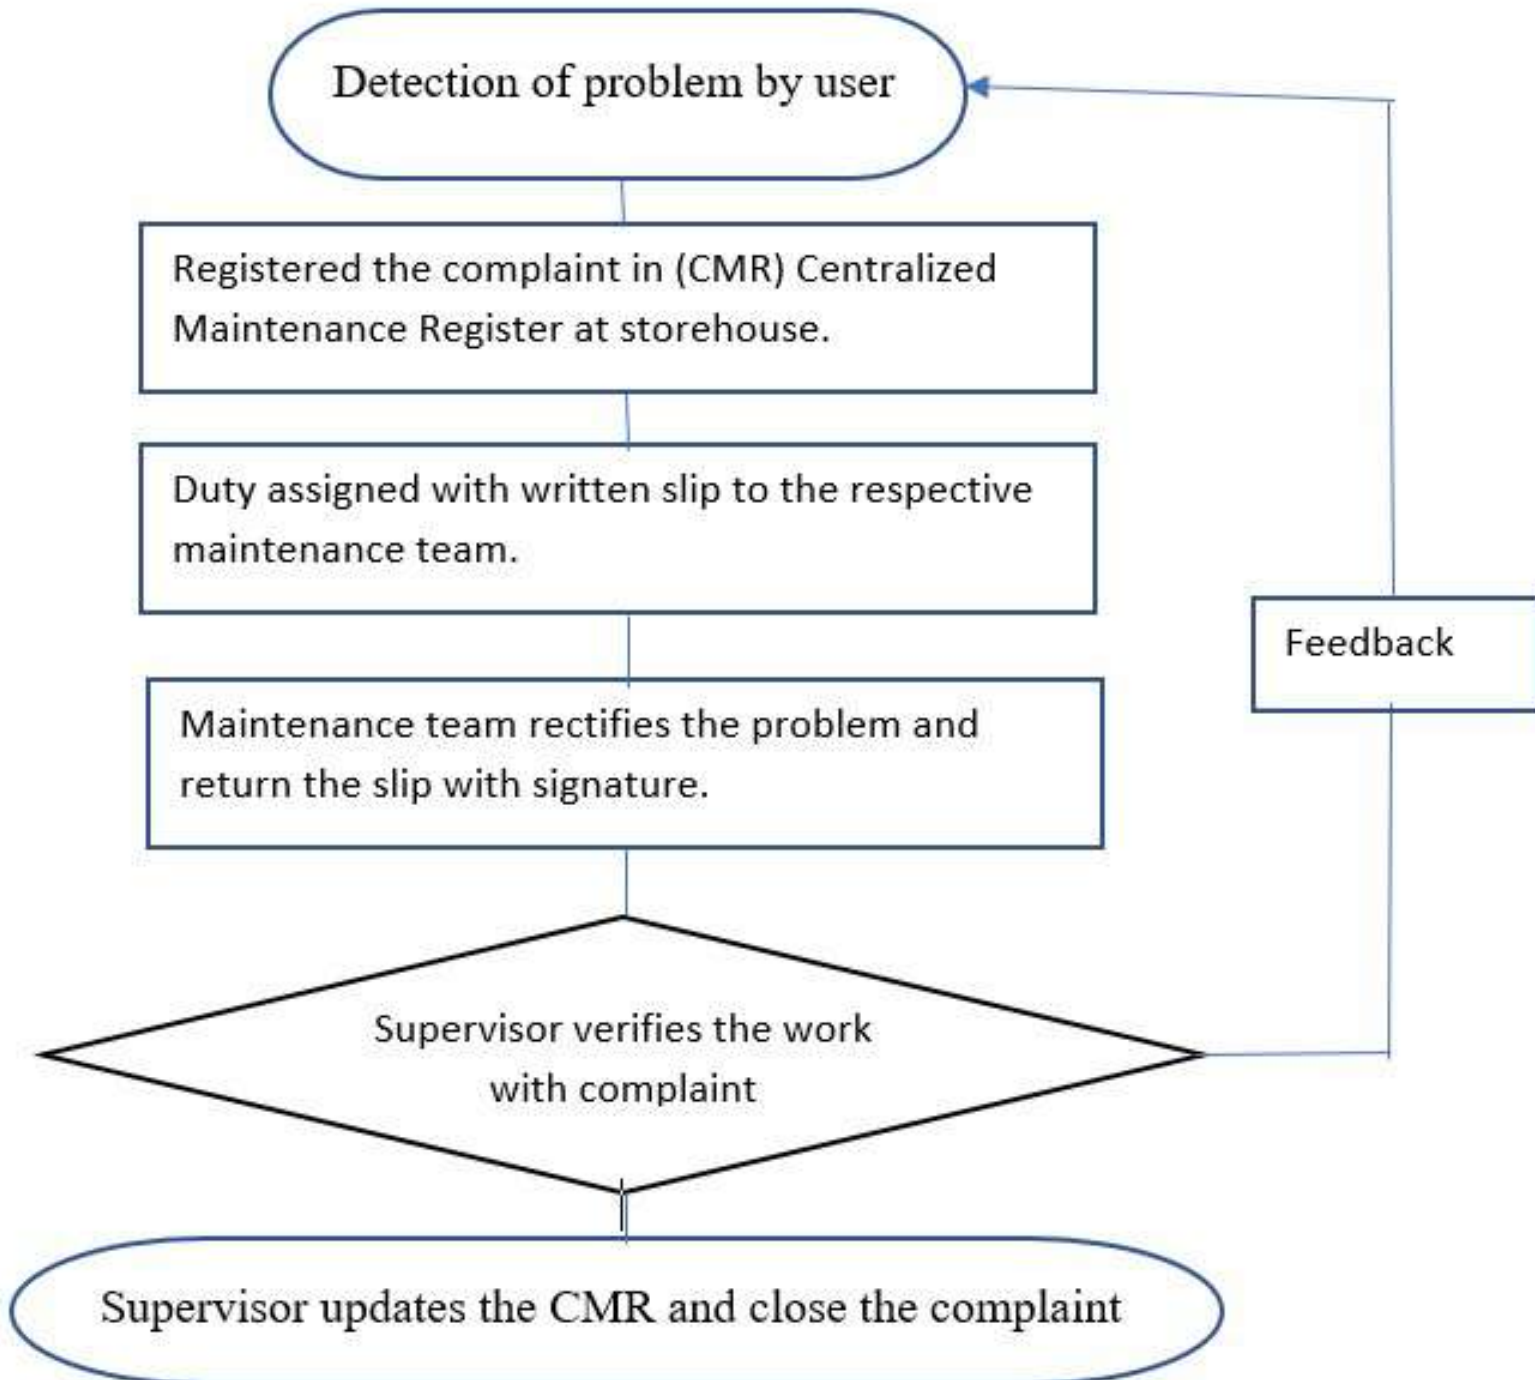 Detection of problem by user
Registered the complaint in (CMR) Centralized
Maintenance Register at storehouse.
Duty assigned with written slip to the respective
maintenance team.
Feedback
Maintenance team rectifies the problem and
return the slip with signature.
Supervisor verifies the work
with complaint
Supervisor updates the CMR and close the complaint